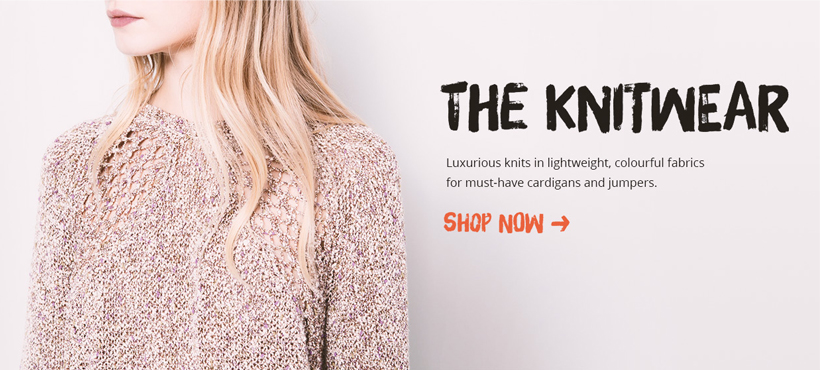 THE KNITWEAR
Luxurious knits in lightweight, colourful fabrics
for must-have cardigans and jumpers.
SHOP NOW →